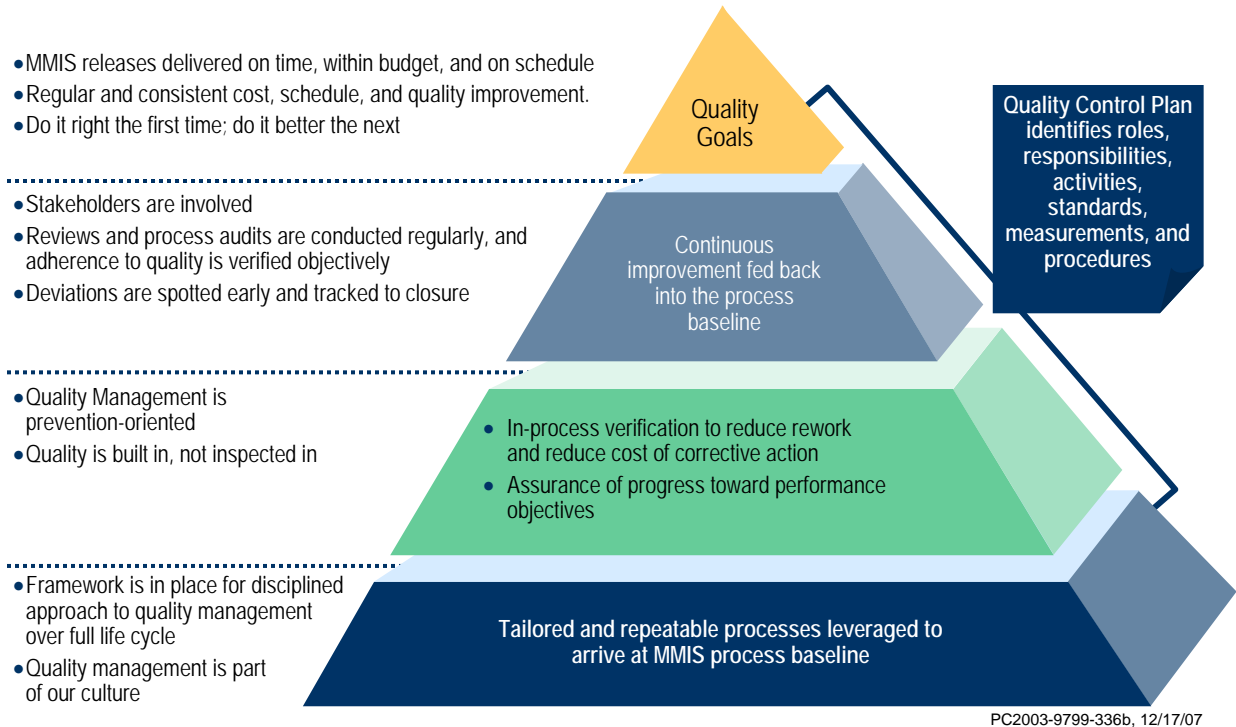 • MMIS releases delivered on time, within budget, and on schedule
• Regular and consistent cost, schedule, and quality improvement.
• Do it right the first time; do it better the next
Quality
Goals
Quality Control Plan
identifies roles,
responsibilities,
activities,
standards,
measurements, and
procedures
• Stakeholders are involved
• Reviews and process audits are conducted regularly, and
adherence to quality is verified objectively
• Deviations are spotted early and tracked to closure
Continuous
improvement fed back
into the process
baseline
• Quality Management is
prevention-oriented
• Quality is built in, not inspected in
• In-process verification to reduce rework
and reduce cost of corrective action
• Assurance of progress toward performance
objectives
• Framework is in place for disciplined
approach to quality management
over full life cycle
• Quality management is part
of our culture
Tailored and repeatable processes leveraged to
arrive at MMIS process baseline
PC2003-9799-336b, 12/17/07